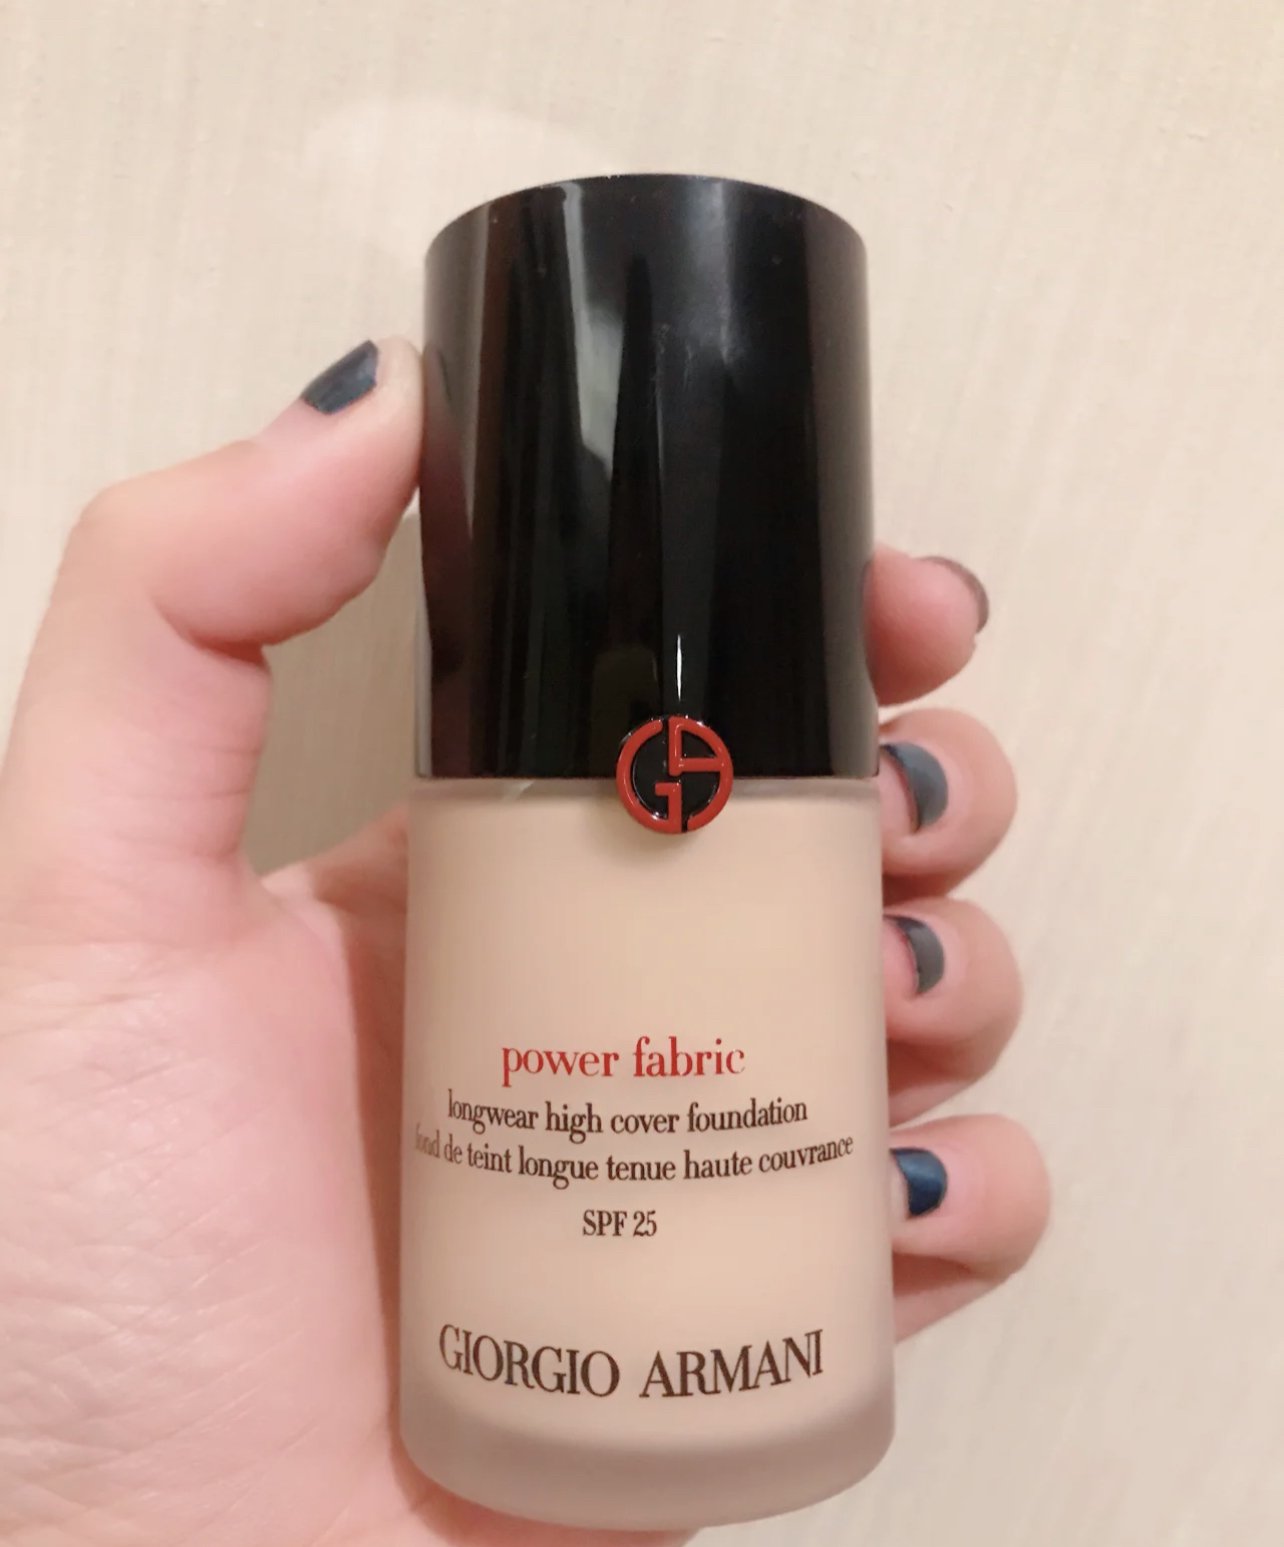 power fabric
longwear high cover foundation
fond de teint longue tenue haute couvrance
SPF 25
GIORGIO ARMANI